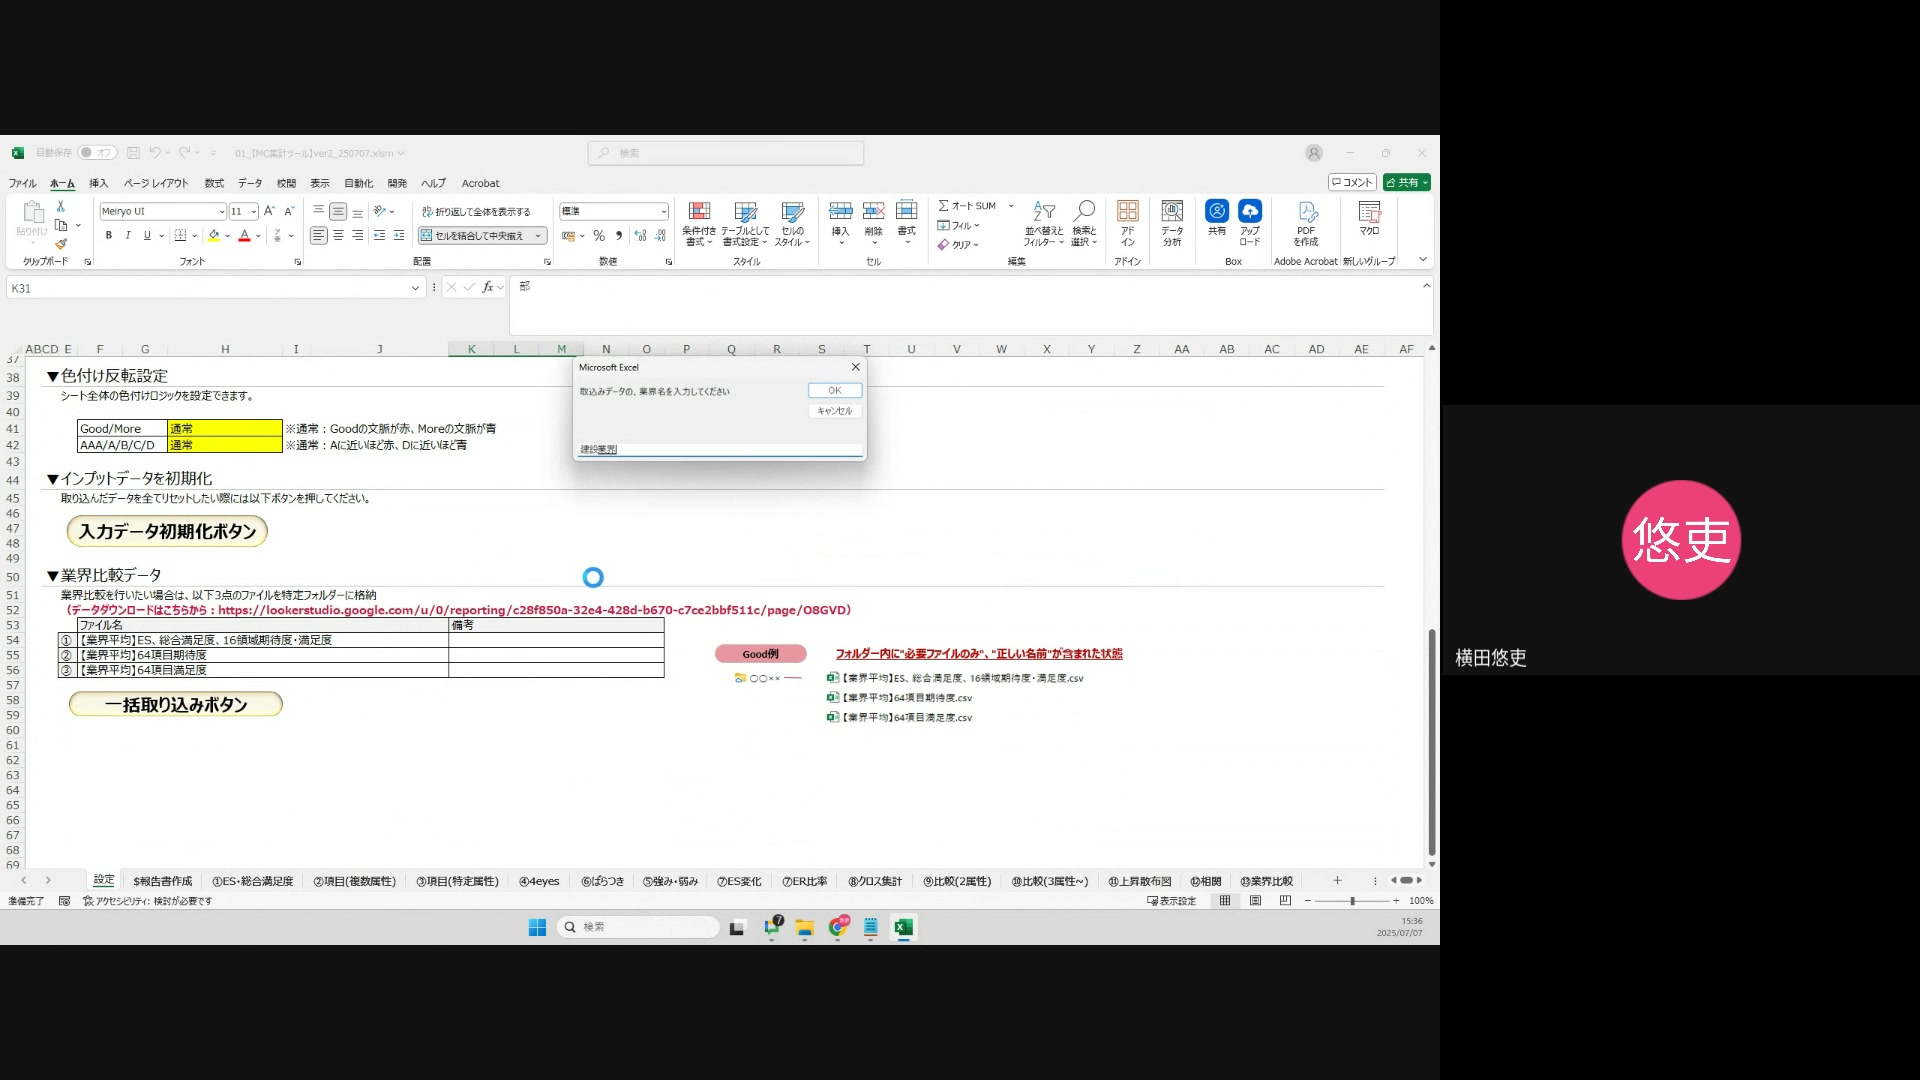 自動保存 オフ 01_【MC集計ツール】ver2_250707.xlsm 検索
ファイル ホーム 挿入 ページ レイアウト 数式 データ 校閲 表示 自動化 開発 ヘルプ Acrobat コメント 共有
貼り付け Meiryo UI 11 折り返して全体を表示する 標準 オート SUM
B I U セルを結合して中央揃え フィル
クリア
条件付き書式 テーブルとして書式設定 セルのスタイル 挿入 削除 書式 並べ替えとフィルター 検索と選択 アドイン データ分析 共有 アップロード PDFを作成 マクロ
クリップボード フォント 配置 数値 スタイル セル 編集 アドイン Box Adobe Acrobat 新しいグループ
K31 fx 部
A B C D E F G H I J K L M N O P Q R S T U V W X Y Z AA AB AC AD AE AF
Microsoft Excel
取込みデータの、業界名を入力してください
OK
キャンセル
建設業界
37
38 ▼色付け反転設定
39 シート全体の色付けロジックを設定できます。
40
41 Good/More 通常 ※通常：Goodの文脈が赤、Moreの文脈が青
42 AAA/A/B/C/D 通常 ※通常：Aに近いほど赤、Dに近いほど青
43
44 ▼インプットデータを初期化
45 取り込んだデータを全てリセットしたい際には以下ボタンを押してください。
46
47 入力データ初期化ボタン
48
49
50 ▼業界比較データ
51 業界比較を行いたい場合は、以下3点のファイルを特定フォルダーに格納
52 （データダウンロードはこちらから：https://lookerstudio.google.com/u/0/reporting/c28f850a-32e4-428d-b670-c7ce2bbf511c/page/O8GVD）
53 ファイル名 備考
54 ① 【業界平均】ES、総合満足度、16領域期待度・満足度
55 ② 【業界平均】64項目期待度
56 ③ 【業界平均】64項目満足度
Good例 フォルダー内に"必要ファイルのみ"、"正しい名前"が含まれた状態
〇〇×× 【業界平均】ES、総合満足度、16領域期待度・満足度.csv
【業界平均】64項目期待度.csv
【業界平均】64項目満足度.csv
57
58 一括取り込みボタン
59
60
61
62
63
64
65
66
67
68
69
設定 $報告書作成 ①ES・総合満足度 ②項目(複数属性) ③項目(特定属性) ④4eyes ⑥ばらつき ⑤強み・弱み ⑦ES変化 ⑦ER比率 ⑧クロス集計 ⑨比較(2属性) ⑩比較(3属性～) ⑪上昇散布図 ⑫相関 ⑬業界比較
準備完了 アクセシビリティ: 検討が必要です 表示設定 100%
検索 7
15:36
2025/07/07
悠吏
横田悠吏